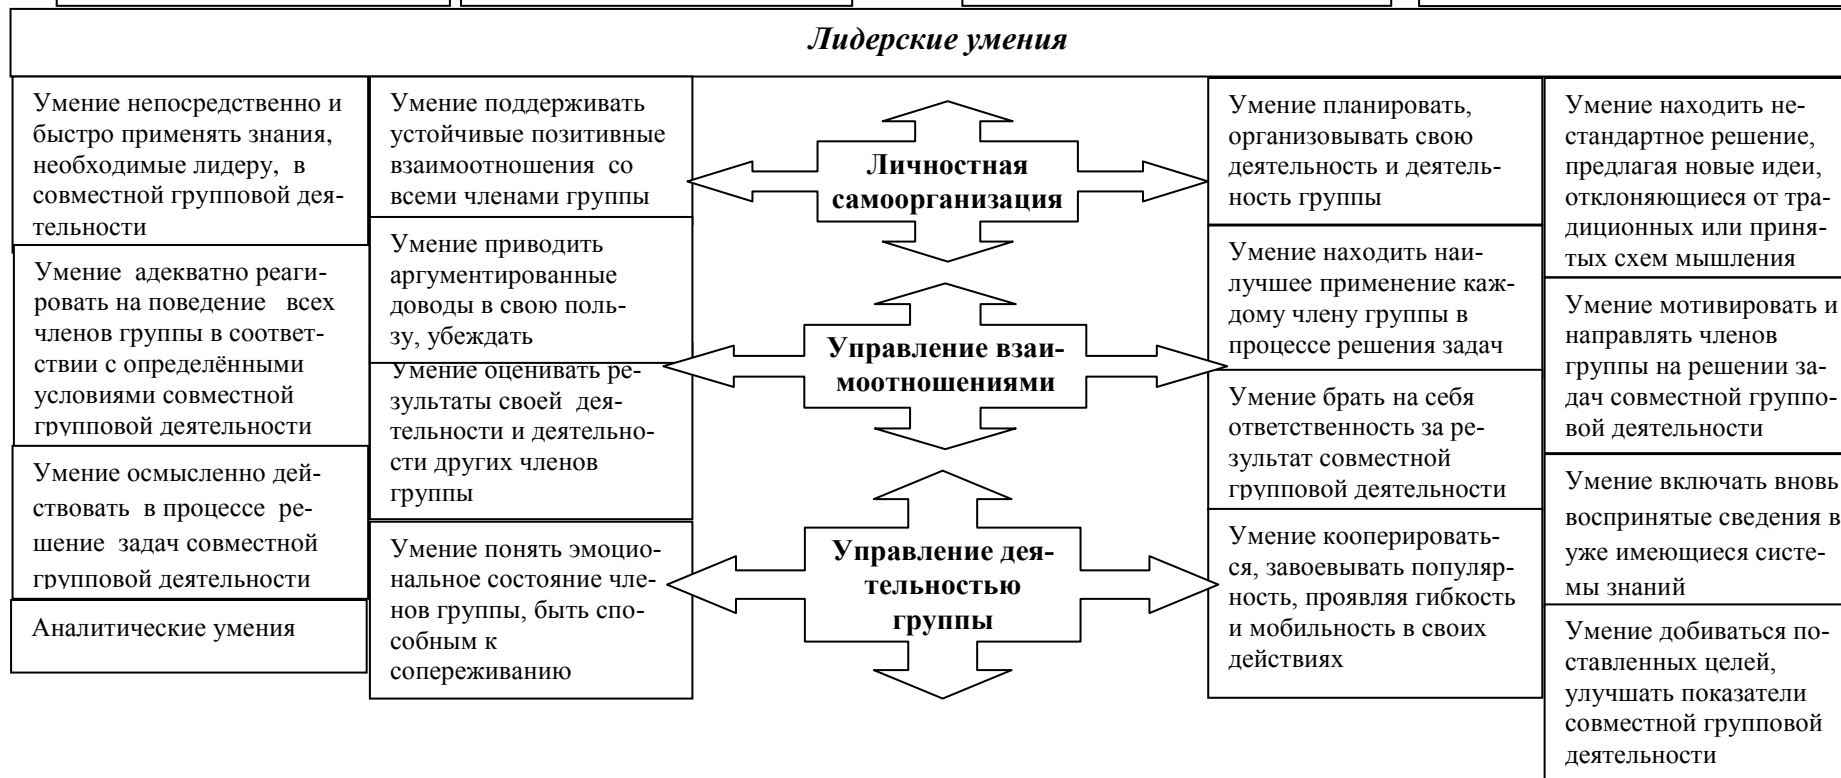 Лидерские умения
Умение непосредственно и
быстро применять знания,
необходимые лидеру, в
совместной групповой дея-
тельности
Умение адекватно реаги-
ровать на поведение всех
членов группы в соответ-
ствии с определёнными
условиями совместной
групповой деятельности
Умение осмысленно дей-
ствовать в процессе ре-
шение задач совместной
групповой деятельности
Аналитические умения
Умение поддерживать
устойчивые позитивные
взаимоотношения со
всеми членами группы
Умение приводить
аргументированные
доводы в свою поль-
зу, убеждать
Умение оценивать ре-
зультаты своей дея-
тельности и деятельно-
сти других членов
группы
Умение понять эмоцио-
нальное состояние чле-
нов группы, быть спо-
собным к
сопереживанию
Личностная
самоорганизация
Управление взаи-
моотношениями
Управление дея-
тельностью
группы
Умение планировать,
организовывать свою
деятельность и деятель-
ность группы
Умение находить наи-
лучшее применение каж-
дому члену группы в
процессе решения задач
Умение брать на себя
ответственность за ре-
зультат совместной
групповой деятельности
Умение кооперировать-
ся, завоевывать популяр-
ность, проявляя гибкость
и мобильность в своих
действиях
Умение находить не-
стандартное решение,
предлагая новые идеи,
отклоняющиеся от тра-
диционных или приня-
тых схем мышления
Умение мотивировать и
направлять членов
группы на решении за-
дач совместной группо-
вой деятельности
Умение включать вновь
воспринятые сведения в
уже имеющиеся систе-
мы знаний
Умение добиваться по-
ставленных целей,
улучшать показатели
совместной групповой
деятельности